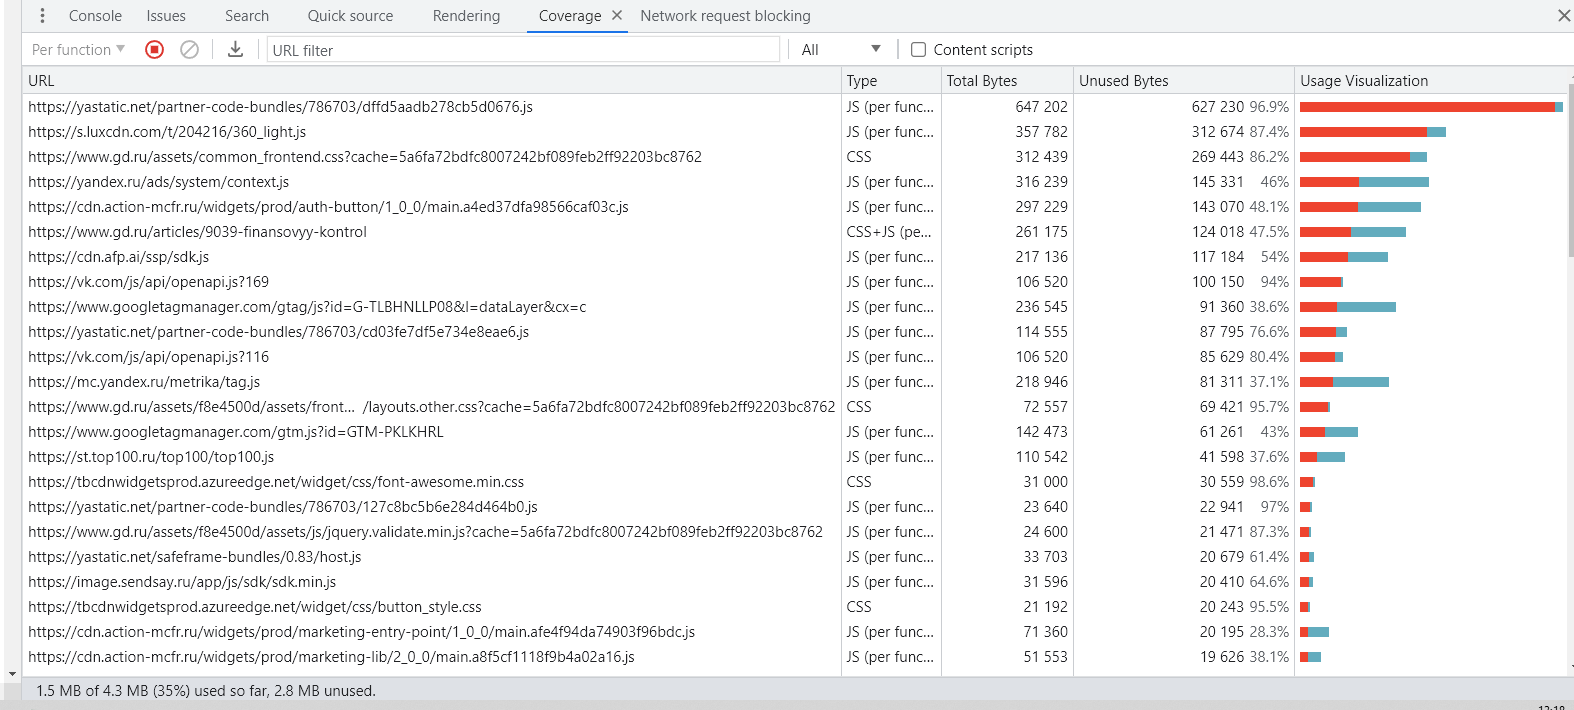 Console Issues Search Quick source Rendering Coverage Network request blocking
Per function URL filter All Content scripts
URL Type Total Bytes Unused Bytes Usage Visualization
https://yastatic.net/partner-code-bundles/786703/dffd5aadb278cb5d0676.js JS (per func... 647 202 627 230 96.9%
https://s.luxcdn.com/t/204216/360_light.js JS (per func... 357 782 312 674 87.4%
https://www.gd.ru/assets/common_frontend.css?cache=5a6fa72bdfc8007242bf089feb2ff92203bc8762 CSS 312 439 269 443 86.2%
https://yandex.ru/ads/system/context.js JS (per func... 316 239 145 331 46%
https://cdn.action-mcfr.ru/widgets/prod/auth-button/1_0_0/main.a4ed37dfa98566caf03c.js JS (per func... 297 229 143 070 48.1%
https://www.gd.ru/articles/9039-finansovyy-kontrol CSS+JS (pe... 261 175 124 018 47.5%
https://cdn.afp.ai/ssp/sdk.js JS (per func... 217 136 117 184 54%
https://vk.com/js/api/openapi.js?169 JS (per func... 106 520 100 150 94%
https://www.googletagmanager.com/gtag/js?id=G-TLBHNLLP08&l=dataLayer&cx=c JS (per func... 236 545 91 360 38.6%
https://yastatic.net/partner-code-bundles/786703/cd03fe7df5e734e8eae6.js JS (per func... 114 555 87 795 76.6%
https://vk.com/js/api/openapi.js?116 JS (per func... 106 520 85 629 80.4%
https://mc.yandex.ru/metrika/tag.js JS (per func... 218 946 81 311 37.1%
https://www.gd.ru/assets/f8e4500d/assets/front... /layouts.other.css?cache=5a6fa72bdfc8007242bf089feb2ff92203bc8762 CSS 72 557 69 421 95.7%
https://www.googletagmanager.com/gtm.js?id=GTM-PKLKHRL JS (per func... 142 473 61 261 43%
https://st.top100.ru/top100/top100.js JS (per func... 110 542 41 598 37.6%
https://tbcdnwidgetsprod.azureedge.net/widget/css/font-awesome.min.css CSS 31 000 30 559 98.6%
https://yastatic.net/partner-code-bundles/786703/127c8bc5b6e284d464b0.js JS (per func... 23 640 22 941 97%
https://www.gd.ru/assets/f8e4500d/assets/js/jquery.validate.min.js?cache=5a6fa72bdfc8007242bf089feb2ff92203bc8762 JS (per func... 24 600 21 471 87.3%
https://yastatic.net/safeframe-bundles/0.83/host.js JS (per func... 33 703 20 679 61.4%
https://image.sendsay.ru/app/js/sdk/sdk.min.js JS (per func... 31 596 20 410 64.6%
https://tbcdnwidgetsprod.azureedge.net/widget/css/button_style.css CSS 21 192 20 243 95.5%
https://cdn.action-mcfr.ru/widgets/prod/marketing-entry-point/1_0_0/main.afe4f94da74903f96bdc.js JS (per func... 71 360 20 195 28.3%
https://cdn.action-mcfr.ru/widgets/prod/marketing-lib/2_0_0/main.a8f5cf1118f9b4a02a16.js JS (per func... 51 553 19 626 38.1%
1.5 MB of 4.3 MB (35%) used so far, 2.8 MB unused.